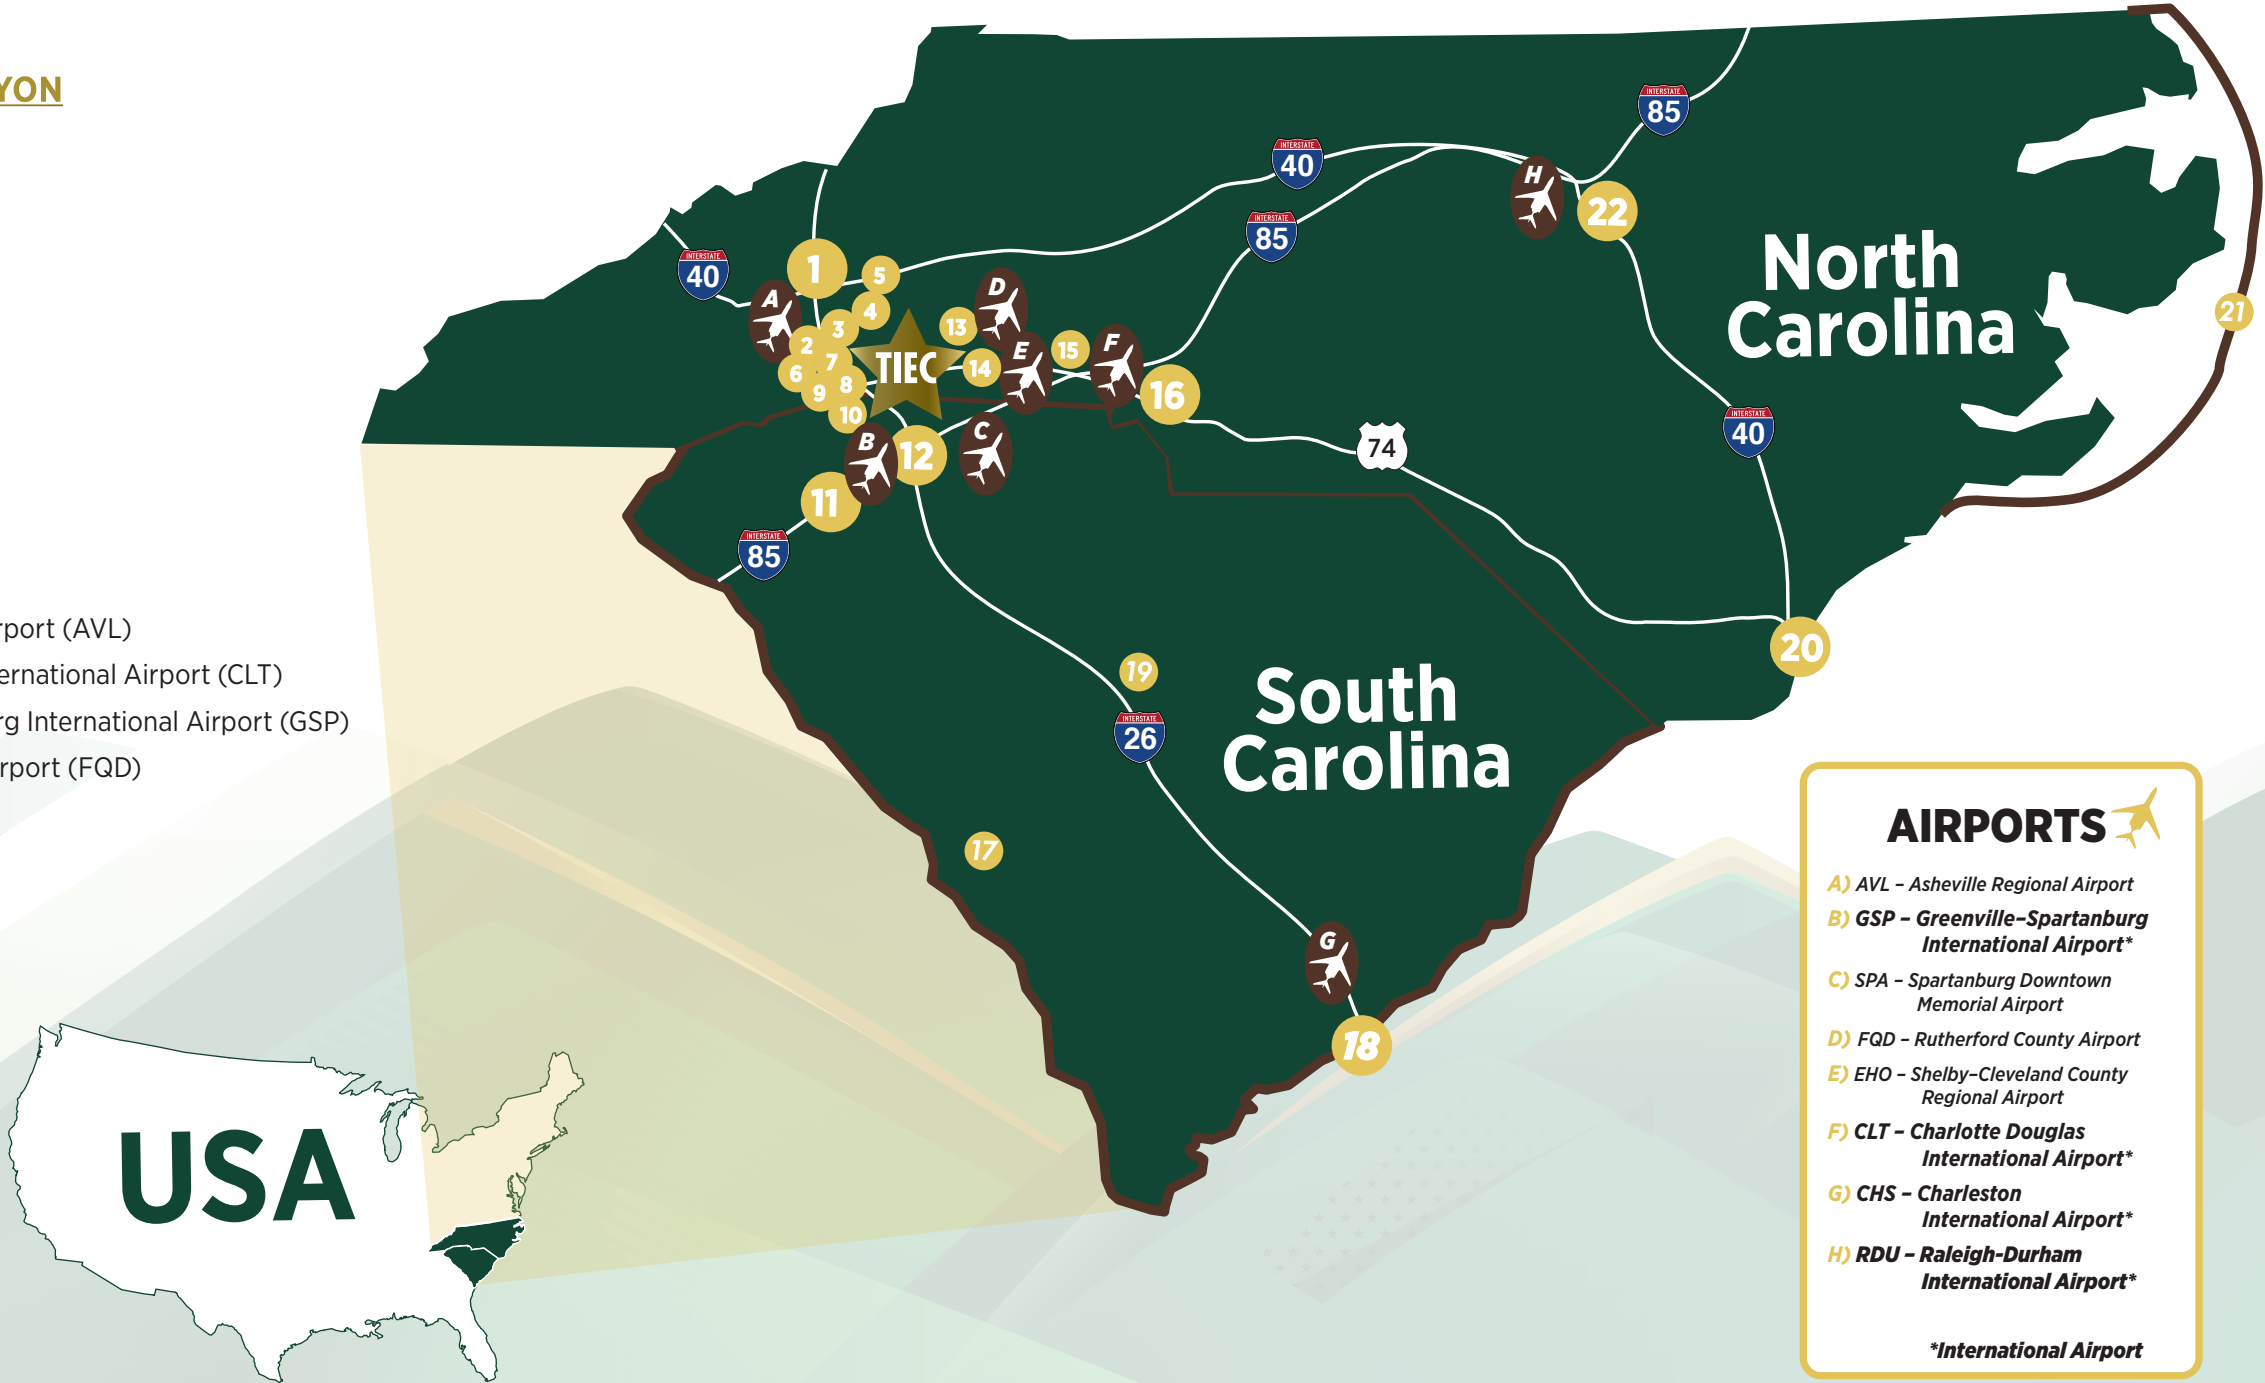 YON
rport (AVL)
ernational Airport (CLT)
rg International Airport (GSP)
rport (FQD)
INTERSTATE
85
INTERSTATE
40
INTERSTATE
85
H
22
North
Carolina
INTERSTATE
40
1
5
A
4
D
3
13
2
7
6
8
9
10
TIEC
14
E
15
F
16
21
INTERSTATE
40
74
B
12
C
11
INTERSTATE
85
20
19
INTERSTATE
26
South
Carolina
17
G
18
USA
AIRPORTS
A) AVL – Asheville Regional Airport
B) GSP – Greenville–Spartanburg
International Airport*
C) SPA – Spartanburg Downtown
Memorial Airport
D) FQD – Rutherford County Airport
E) EHO – Shelby–Cleveland County
Regional Airport
F) CLT – Charlotte Douglas
International Airport*
G) CHS – Charleston
International Airport*
H) RDU – Raleigh-Durham
International Airport*
*International Airport